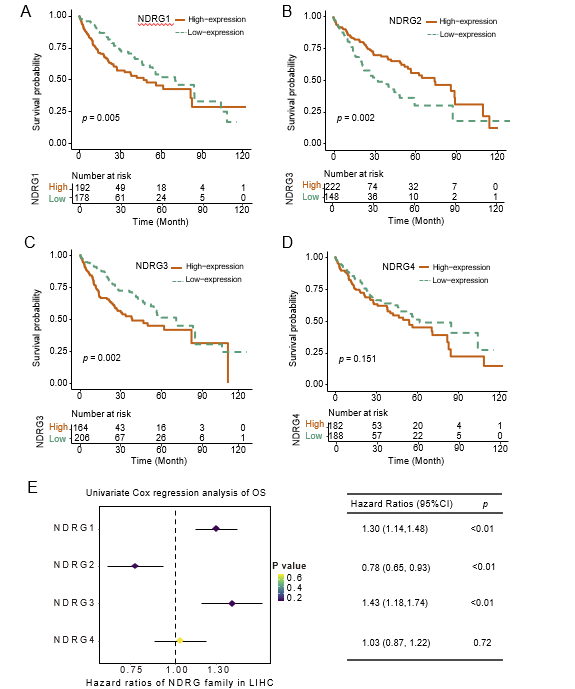 A
NDRG1
High-expression
Low-expression
Survival probability
1.00
0.75
0.50
0.25
0.00
p = 0.005
0 30 60 90 120
Number at risk
NDRG1
High 192 49 18 4 1
Low 178 61 24 5 0
0 30 60 90 120
Time (Month)
B
NDRG2
High-expression
Low-expression
Survival probability
1.00
0.75
0.50
0.25
0.00
p = 0.002
0 30 60 90 120
Number at risk
NDRG3
High 222 74 32 7 0
Low 148 36 10 2 1
0 30 60 90 120
Time (Month)
C
NDRG3
High-expression
Low-expression
Survival probability
1.00
0.75
0.50
0.25
0.00
p = 0.002
0 30 60 90 120
Number at risk
NDRG3
High 164 43 16 3 0
Low 206 67 26 6 1
0 30 60 90 120
Time (Month)
D
NDRG4
High-expression
Low-expression
Survival probability
1.00
0.75
0.50
0.25
0.00
p = 0.151
0 30 60 90 120
Number at risk
NDRG4
High 182 53 20 4 1
Low 188 57 22 5 0
0 30 60 90 120
Time (Month)
E
Univariate Cox regression analysis of OS
NDRG1
NDRG2
NDRG3
NDRG4
0.75 1.00 1.30
Hazard ratios of NDRG family in LIHC
P value
0.6
0.4
0.2
Hazard Ratios (95%CI) p
1.30 (1.14,1.48) <0.01
0.78 (0.65, 0.93) <0.01
1.43 (1.18,1.74) <0.01
1.03 (0.87, 1.22) 0.72